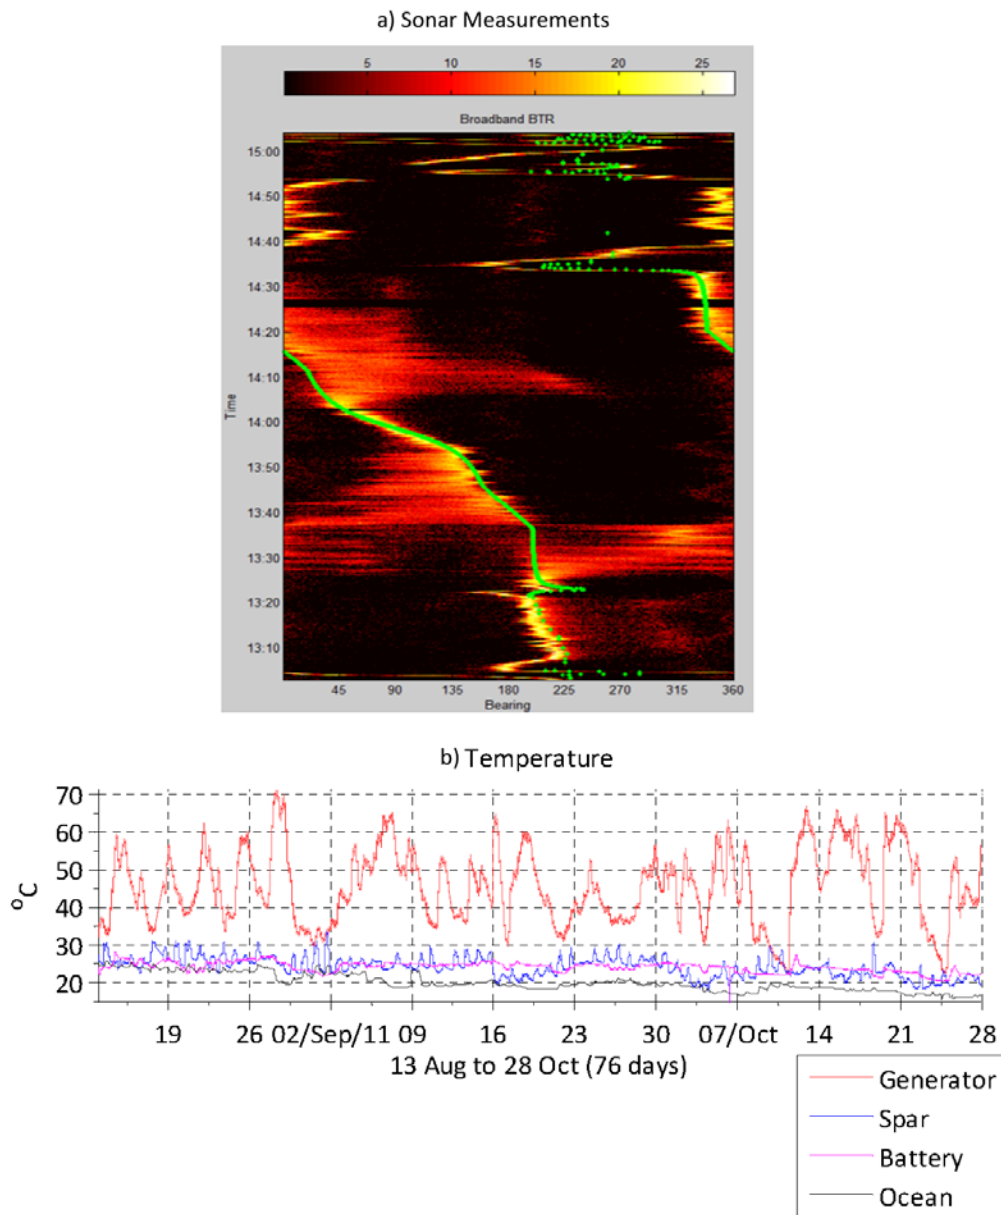 a) Sonar Measurements
5 10 15 20 25
Broadband BTR
15:00
14:50
14:40
14:30
14:20
14:10
Time
14:00
13:50
13:40
13:30
13:20
13:10
45 90 135 180 225 270 315 360
Bearing
b) Temperature
70
60
50
°C
40
30
20
19 26 02/Sep/11 09 16 23 30 07/Oct 14 21 28
13 Aug to 28 Oct (76 days)
Generator
Spar
Battery
Ocean